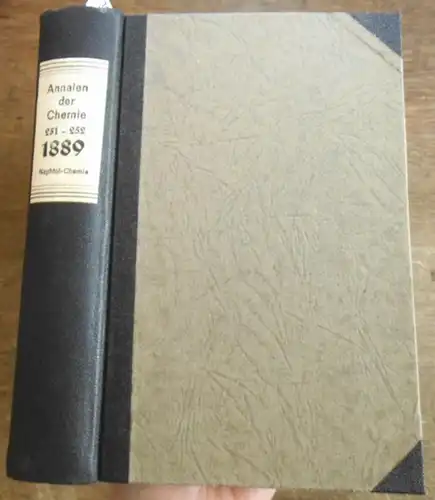 Annalen
der
Chemie
251 - 252
1889
Naphtol-Chemie